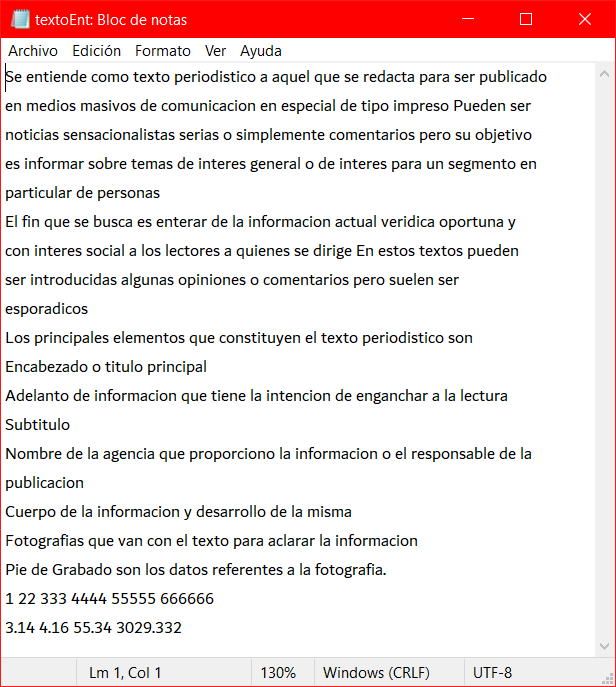 textoEnt: Bloc de notas
Archivo Edición Formato Ver Ayuda
Se entiende como texto periodistico a aquel que se redacta para ser publicado
en medios masivos de comunicacion en especial de tipo impreso Pueden ser
noticias sensacionalistas serias o simplemente comentarios pero su objetivo
es informar sobre temas de interes general o de interes para un segmento en
particular de personas
El fin que se busca es enterar de la informacion actual veridica oportuna y
con interes social a los lectores a quienes se dirige En estos textos pueden
ser introducidas algunas opiniones o comentarios pero suelen ser
esporadicos
Los principales elementos que constituyen el texto periodistico son
Encabezado o titulo principal
Adelanto de informacion que tiene la intencion de enganchar a la lectura
Subtitulo
Nombre de la agencia que proporciono la informacion o el responsable de la
publicacion
Cuerpo de la informacion y desarrollo de la misma
Fotografias que van con el texto para aclarar la informacion
Pie de Grabado son los datos referentes a la fotografia.
1 22 333 4444 55555 666666
3.14 4.16 55.34 3029.332
Lm 1, Col 1 130% Windows (CRLF) UTF-8